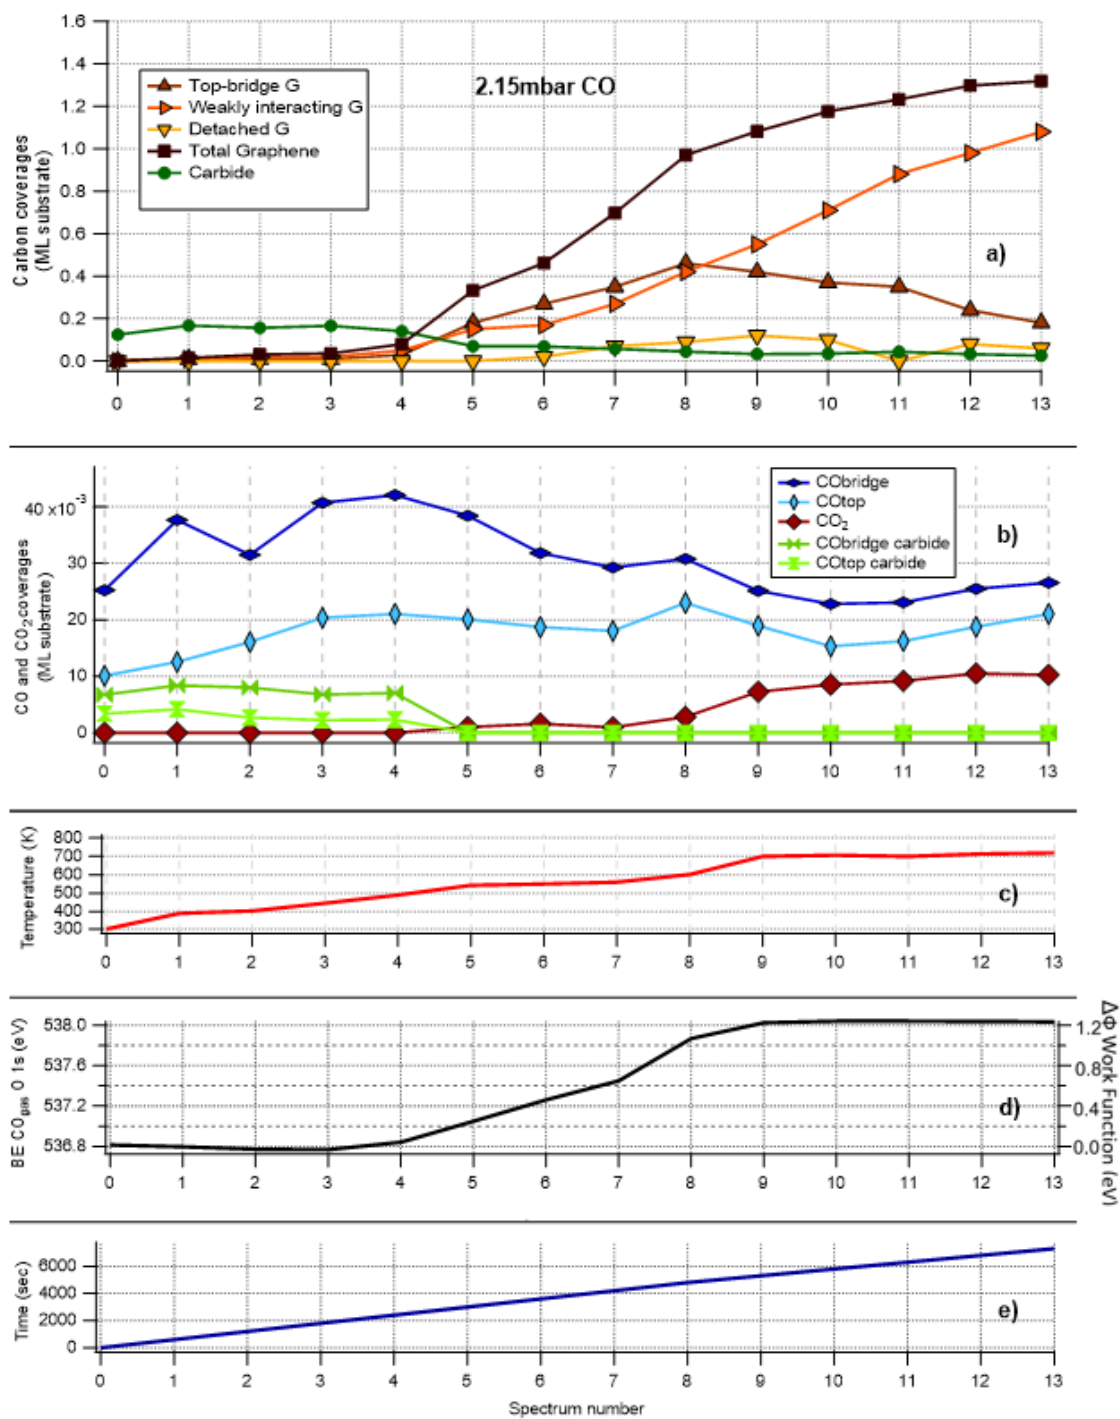 1.6
1.4
1.2
1.0
0.8
0.6
0.4
0.2
0.0
Carbon coverages
(ML substrate)
2.15mbar CO
Top-bridge G
Weakly interacting G
Detached G
Total Graphene
Carbide
a)
0 1 2 3 4 5 6 7 8 9 10 11 12 13
40 x10⁻³
30
20
10
0
CO and CO₂ coverages
(ML substrate)
CObridge
COtop
CO₂
CObridge carbide
COtop carbide
b)
0 1 2 3 4 5 6 7 8 9 10 11 12 13
800
700
600
500
400
300
Temperature (K)
c)
0 1 2 3 4 5 6 7 8 9 10 11 12 13
538.0
537.6
537.2
536.8
BE CO_gas O 1s (eV)
1.2
0.8
0.4
0.0
ΔΦ Work Function (eV)
d)
0 1 2 3 4 5 6 7 8 9 10 11 12 13
6000
4000
2000
0
Time (sec)
e)
0 1 2 3 4 5 6 7 8 9 10 11 12 13
Spectrum number